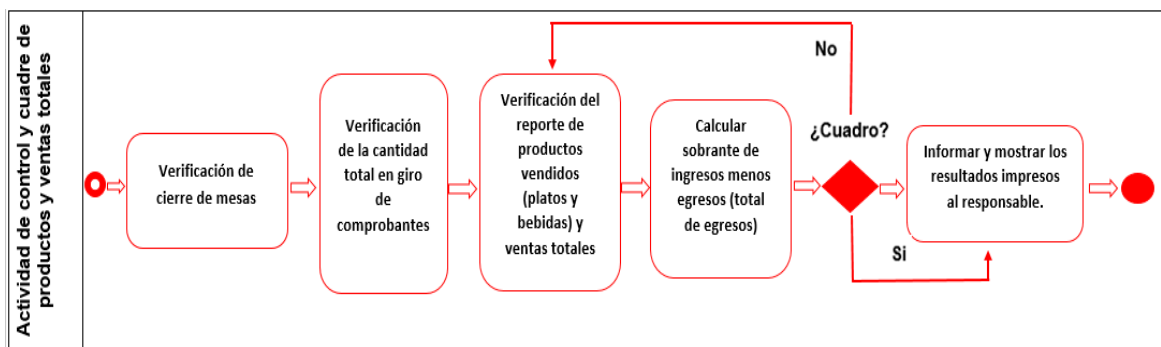 Actividad de control y cuadre de
productos y ventas totales
Verificación de
cierre de mesas
Verificación
de la cantidad
total en giro
de
comprobantes
Verificación del
reporte de
productos
vendidos
(platos y
bebidas) y
ventas totales
Calcular
sobrante de
ingresos menos
egresos (total
de egresos)
¿Cuadro?
No
Si
Informar y mostrar los
resultados impresos
al responsable.